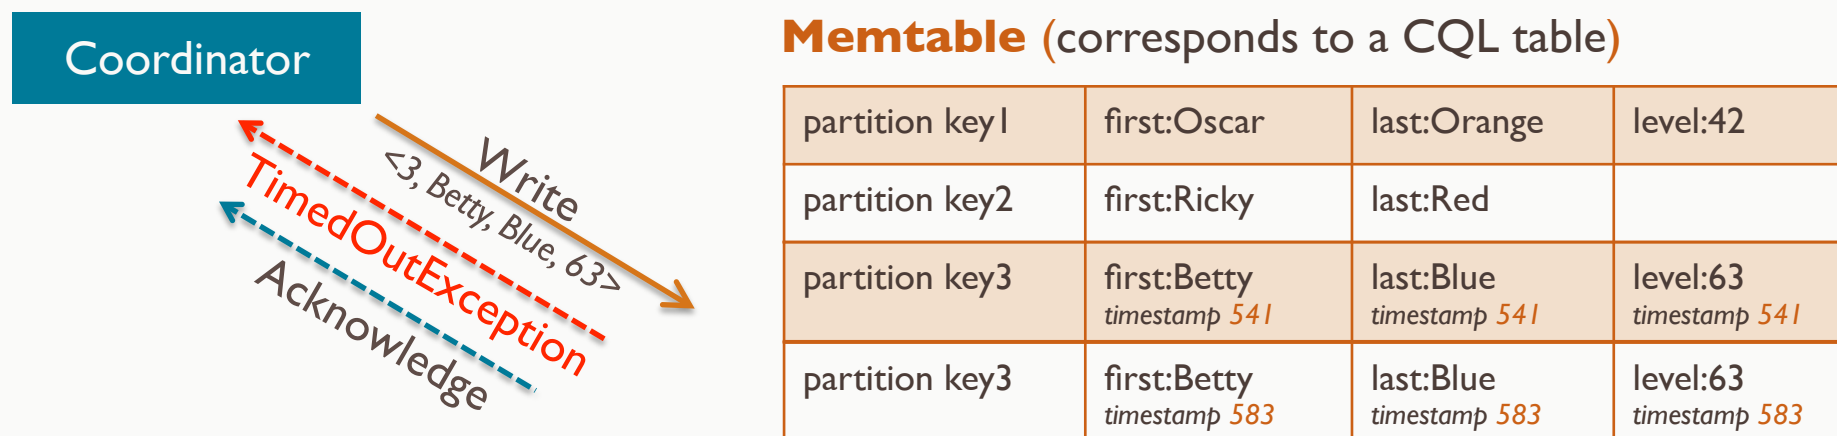 Coordinator
Write
<3, Betty, Blue, 63>
TimedOutException
Acknowledge
Memtable (corresponds to a CQL table)
partition key1 first:Oscar last:Orange level:42
partition key2 first:Ricky last:Red
partition key3 first:Betty last:Blue level:63
timestamp 541 timestamp 541 timestamp 541
partition key3 first:Betty last:Blue level:63
timestamp 583 timestamp 583 timestamp 583